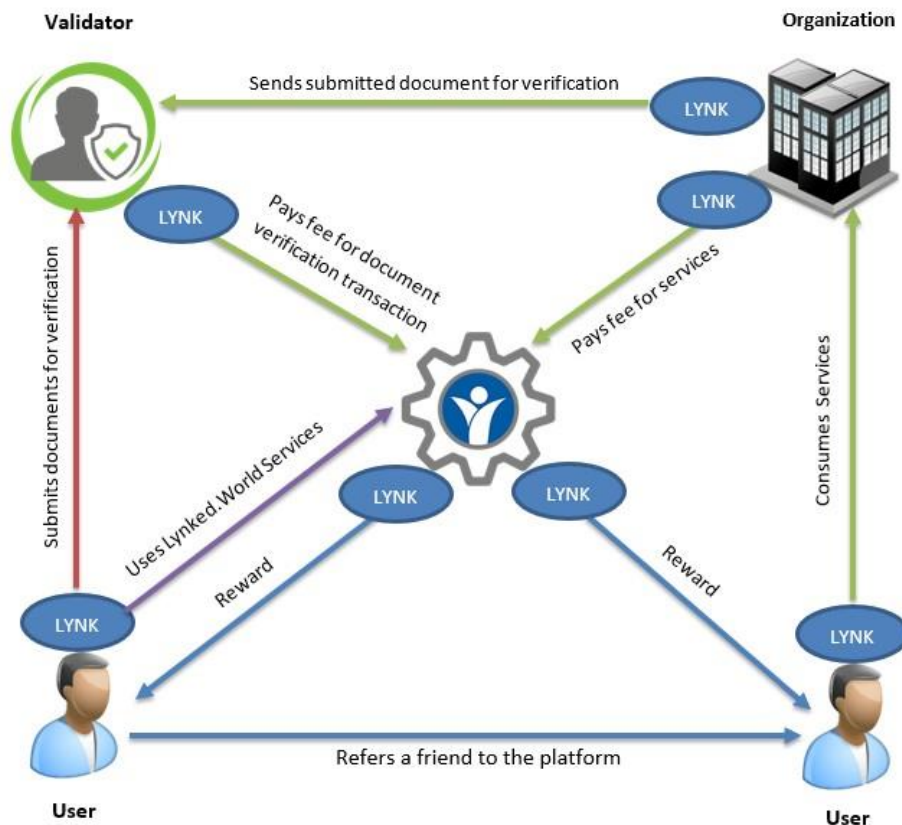 Validator
Organization
Sends submitted document for verification
LYNK
LYNK
LYNK
Pays fee for document
verification transaction
Pays fee for services
Submits documents for verification
Uses Lynked.World Services
Consumes Services
LYNK
LYNK
Reward
Reward
LYNK
LYNK
Refers a friend to the platform
User
User